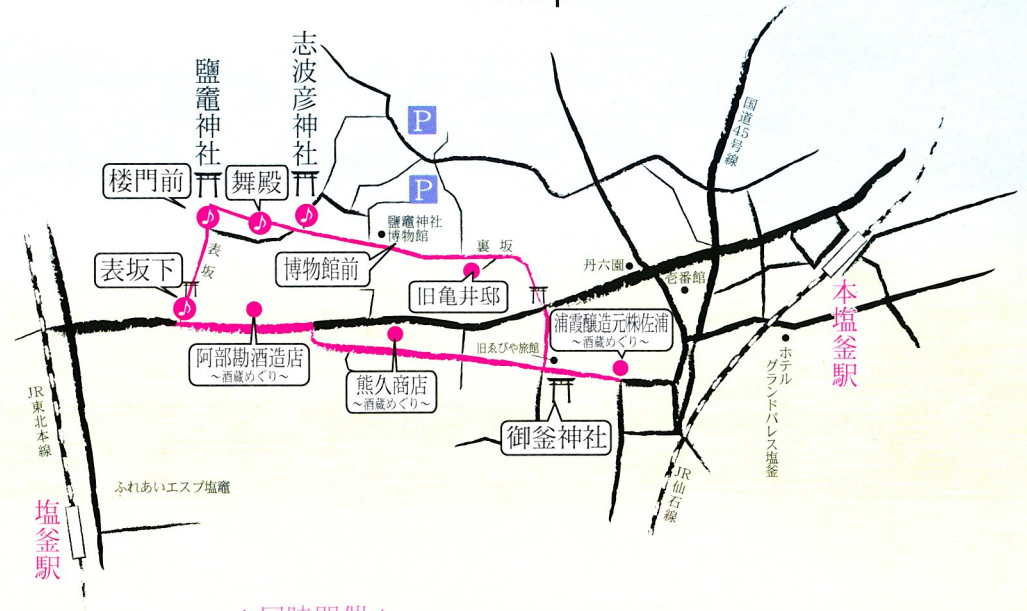 志波彦神社
鹽竈神社
P
P
国道45号線
楼門前
舞殿
鹽竈神社
博物館
表坂
裏坂
丹六園
壱番館
表坂下
博物館前
旧亀井邸
本塩釜駅
浦霞醸造元㈱佐浦
~酒蔵めぐり~
旧ゑびや旅館
阿部勘酒造店
~酒蔵めぐり~
熊久商店
~酒蔵めぐり~
御釜神社
ホテル
グランドパレス塩釜
JR東北本線
JR仙石線
ふれあいエスプ塩竈
塩釜駅